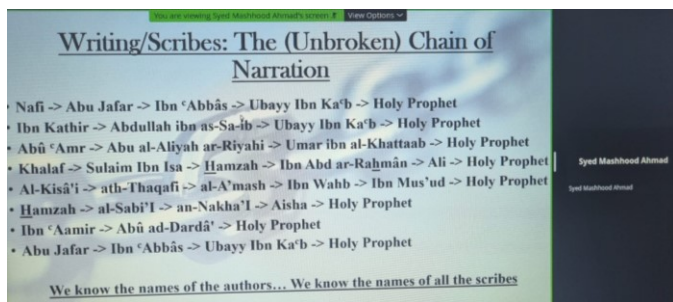 You are viewing Syed Mashhood Ahmad's screen
View Options
Writing/Scribes: The (Unbroken) Chain of
Narration
• Nafi -> Abu Jafar -> Ibn ʿAbbâs -> Ubayy Ibn Kaʿb -> Holy Prophet
• Ibn Kathir -> Abdullah ibn as-Sa-ib -> Ubayy Ibn Kaʿb -> Holy Prophet
• Abû ʿAmr -> Abu al-Aliyah ar-Riyahi -> Umar ibn al-Khattaab -> Holy Prophet
• Khalaf -> Sulaim Ibn Isa -> Hamzah -> Ibn Abd ar-Rahmân -> Ali -> Holy Prophet
• Al-Kisâ'i -> ath-Thaqafi -> al-A'mash -> Ibn Wahb -> Ibn Mus'ud -> Holy Prophet
• Hamzah -> al-Sabi'I -> an-Nakha'I -> Aisha -> Holy Prophet
• Ibn ʿAamir -> Abû ad-Dardâ' -> Holy Prophet
• Abu Jafar -> Ibn ʿAbbâs -> Ubayy Ibn Kaʿb -> Holy Prophet
We know the names of the authors... We know the names of all the scribes
Syed Mashhood Ahmad
Syed Mashhood Ahmad